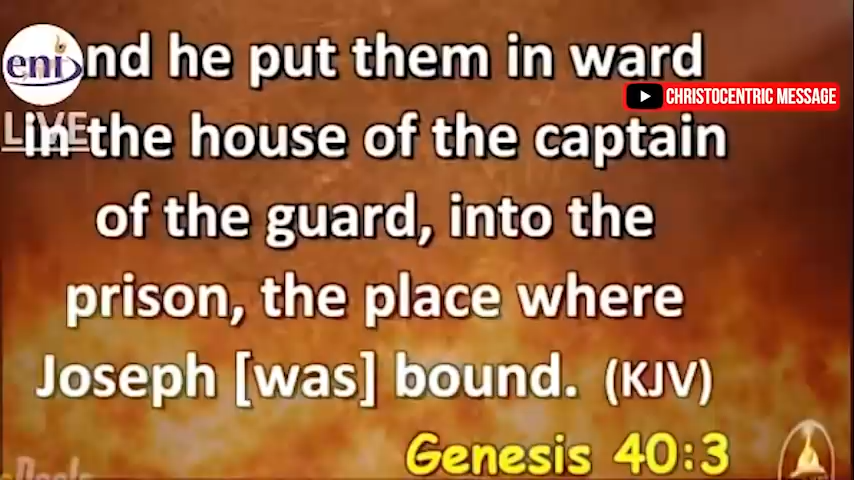 eni
nd he put them in ward
CHRISTOCENTRIC MESSAGE
LIVE
in the house of the captain
of the guard, into the
prison, the place where
Joseph [was] bound. (KJV)
Genesis 40:3